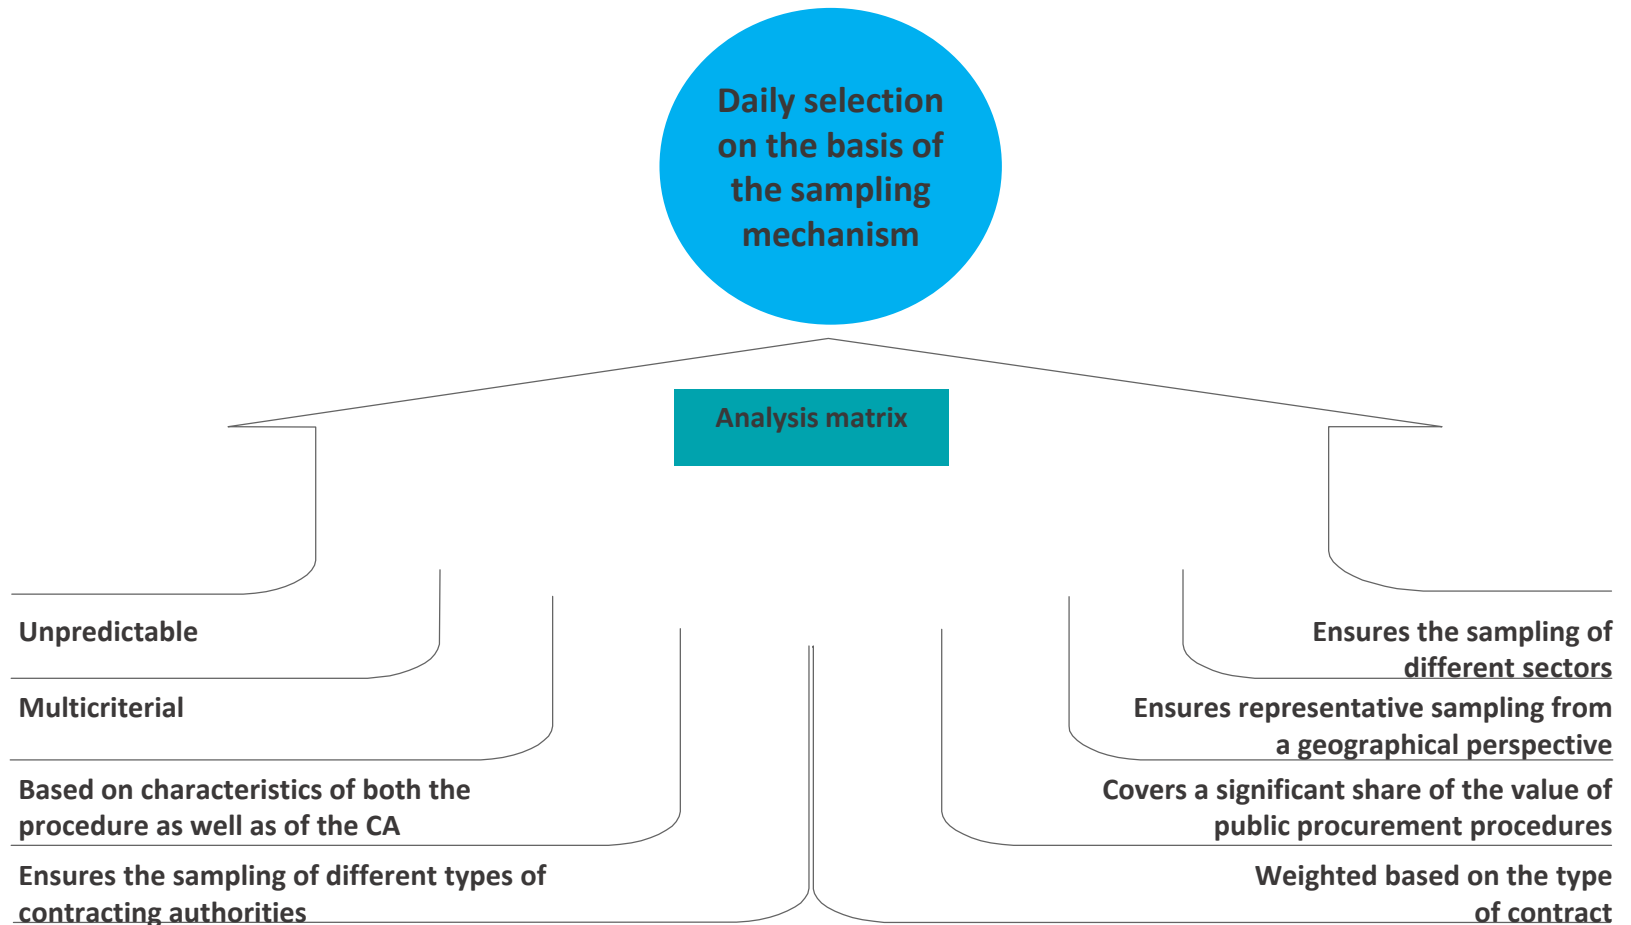 Daily selection
on the basis of
the sampling
mechanism
Analysis matrix
Unpredictable
Multicriterial
Based on characteristics of both the
procedure as well as of the CA
Ensures the sampling of different types of
contracting authorities
Ensures the sampling of
different sectors
Ensures representative sampling from
a geographical perspective
Covers a significant share of the value of
public procurement procedures
Weighted based on the type
of contract